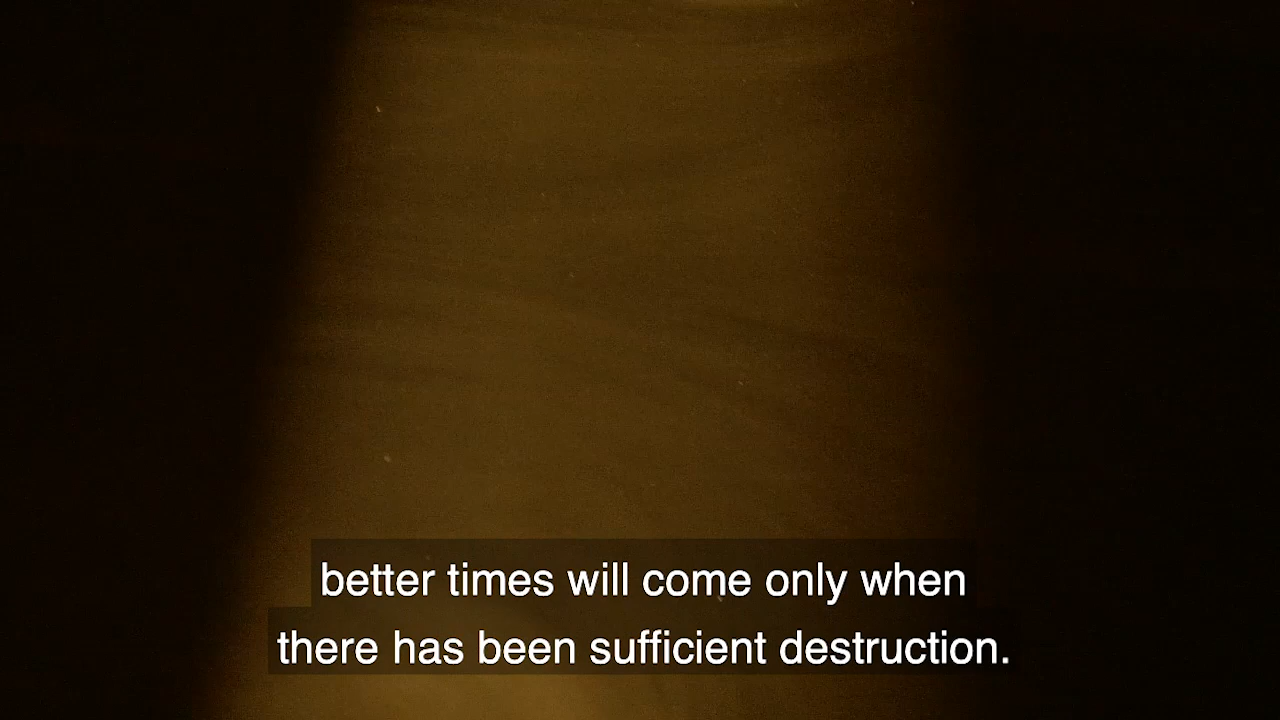 better times will come only when
there has been sufficient destruction.